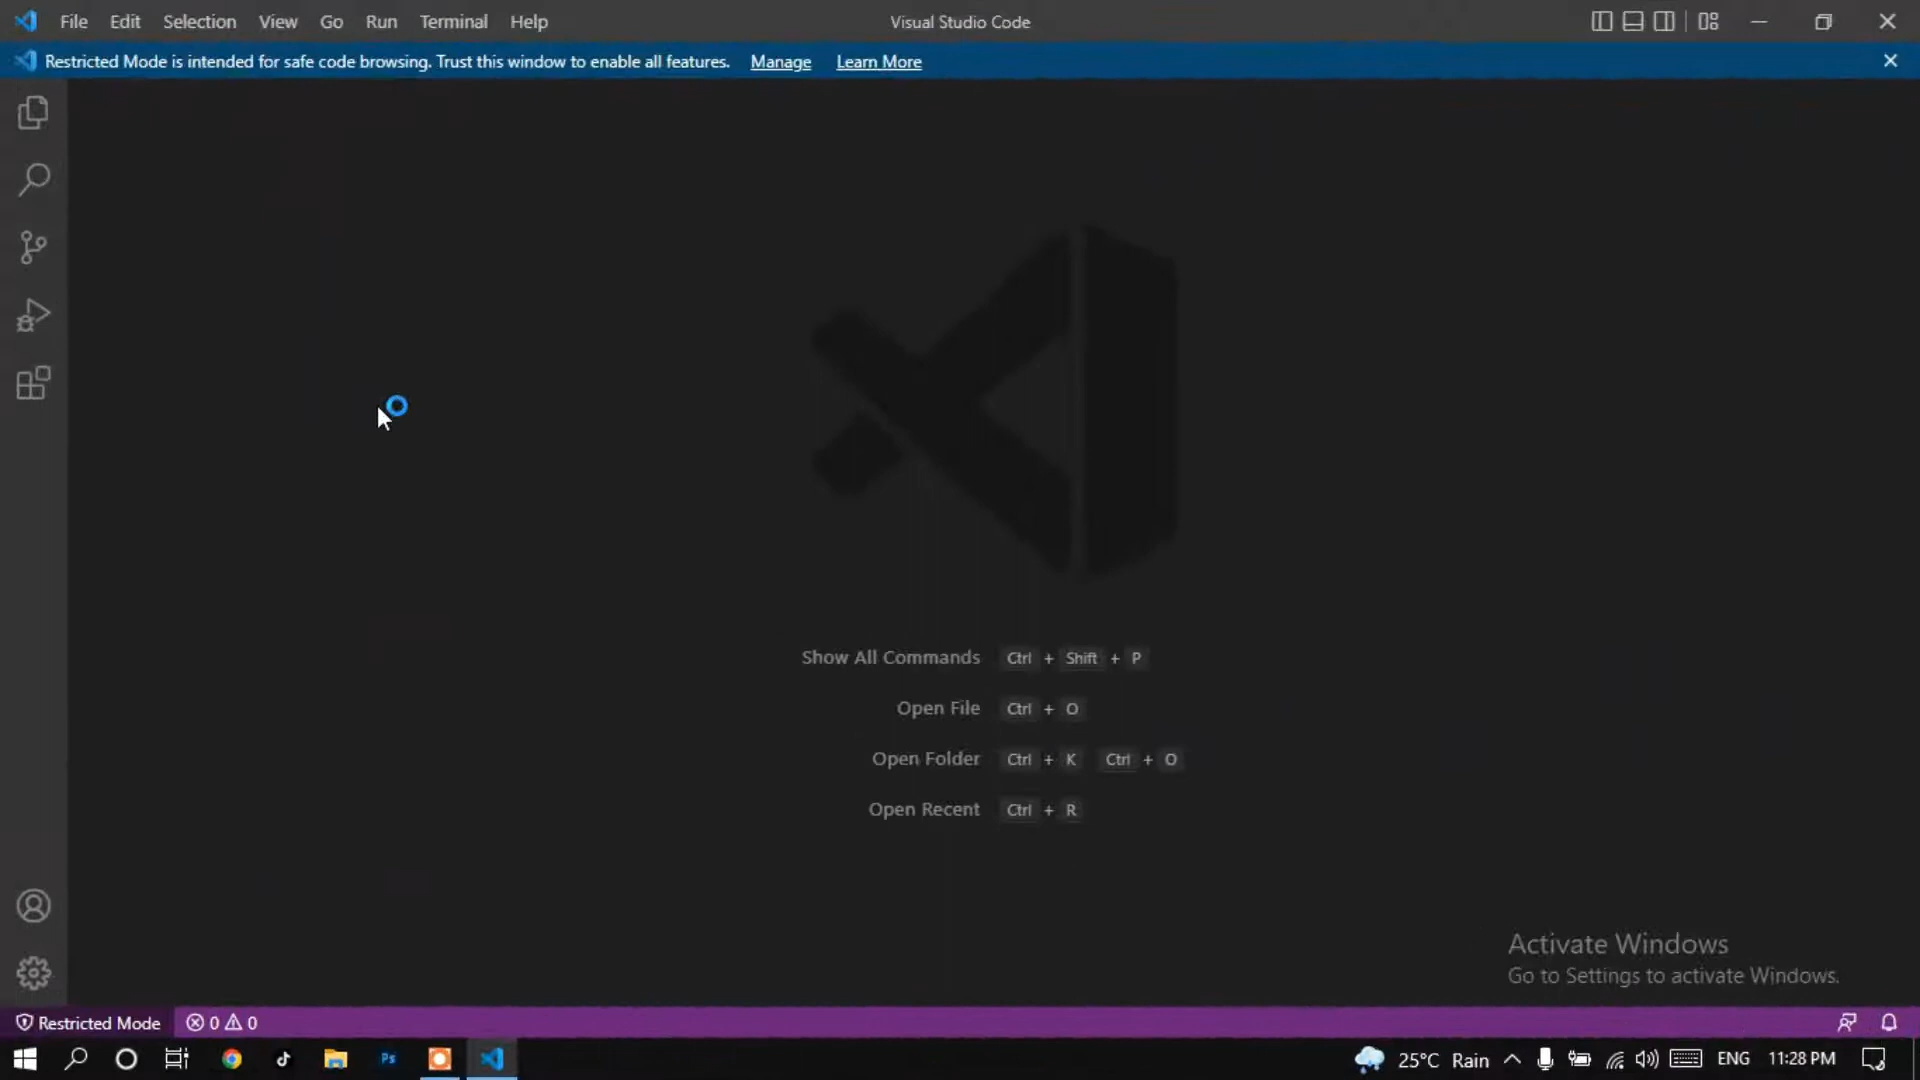 File Edit Selection View Go Run Terminal Help Visual Studio Code
Restricted Mode is intended for safe code browsing. Trust this window to enable all features. Manage Learn More
Show All Commands Ctrl + Shift + P
Open File Ctrl + O
Open Folder Ctrl + K Ctrl + O
Open Recent Ctrl + R
Activate Windows
Go to Settings to activate Windows.
Restricted Mode 0 0
Ps 25°C Rain ENG 11:28 PM